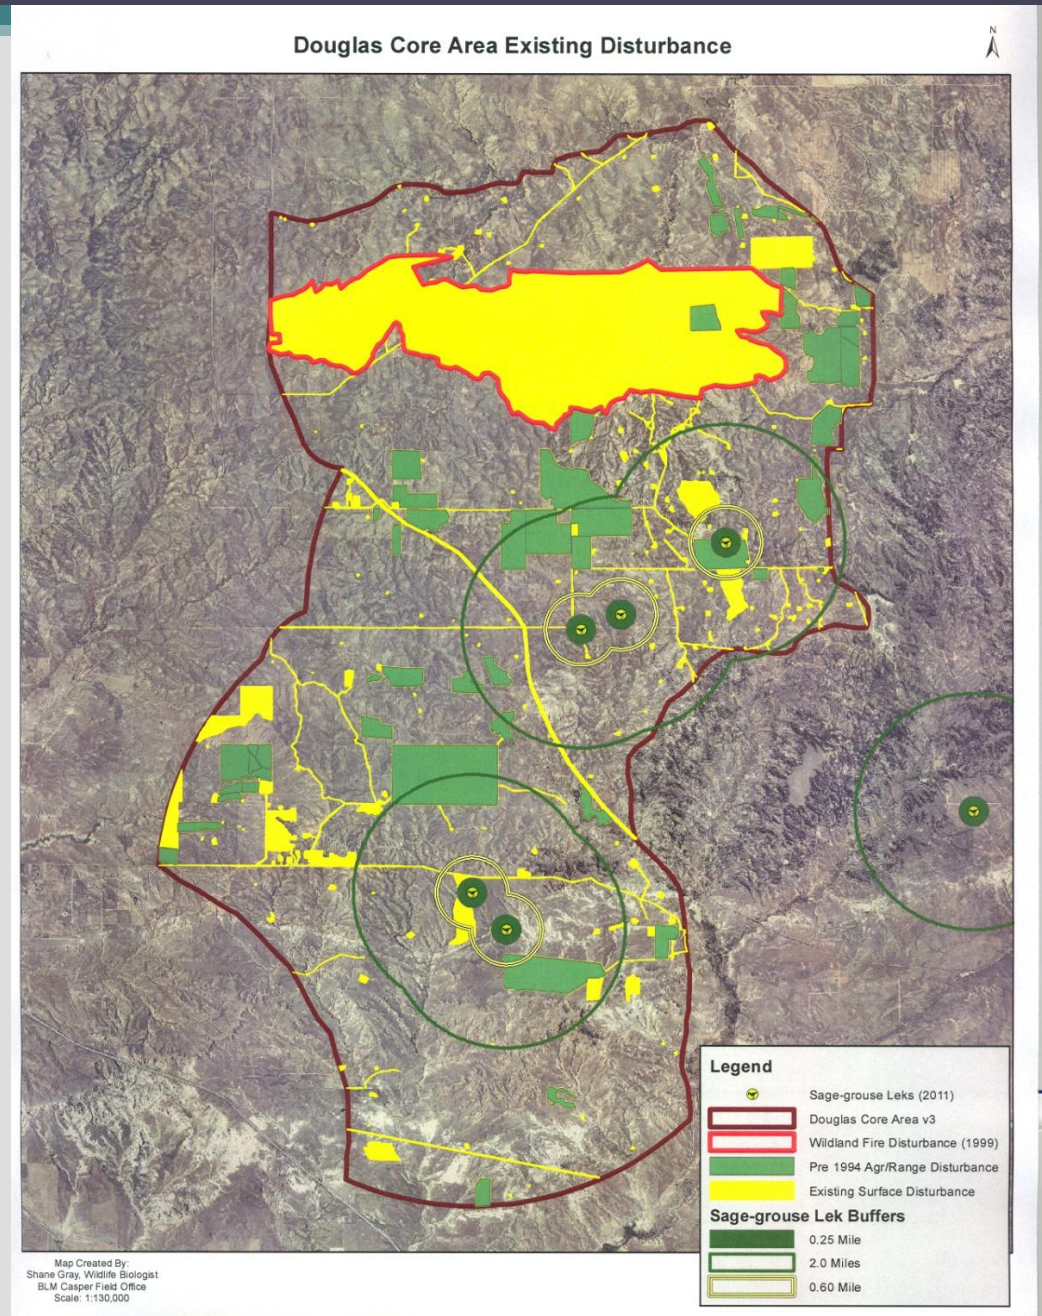 Douglas Core Area Existing Disturbance
N
Legend
Sage-grouse Leks (2011)
Douglas Core Area v3
Wildland Fire Disturbance (1999)
Pre 1994 Agr/Range Disturbance
Existing Surface Disturbance
Sage-grouse Lek Buffers
0.25 Mile
2.0 Miles
0.60 Mile
Map Created By:
Shane Gray, Wildlife Biologist
BLM Casper Field Office
Scale: 1:130,000